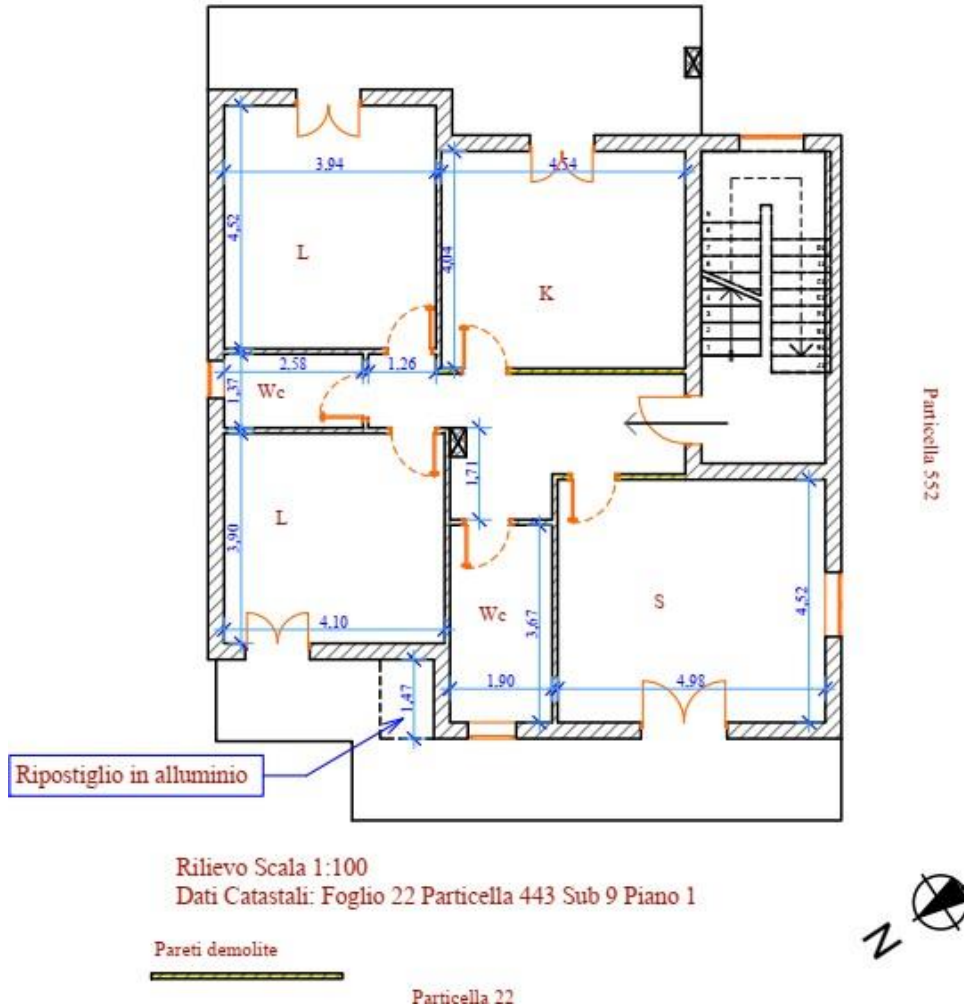 3,94
4,54
4,52
4,04
L
K
2,58
1,26
1,37
Wc
1,71
L
3,90
4,10
Wc
3,67
S
4,52
1,90
4,98
1,47
Particella 552
Ripostiglio in alluminio
Rilievo Scala 1:100
Dati Catastali: Foglio 22 Particella 443 Sub 9 Piano 1
Pareti demolite
N
Particella 22